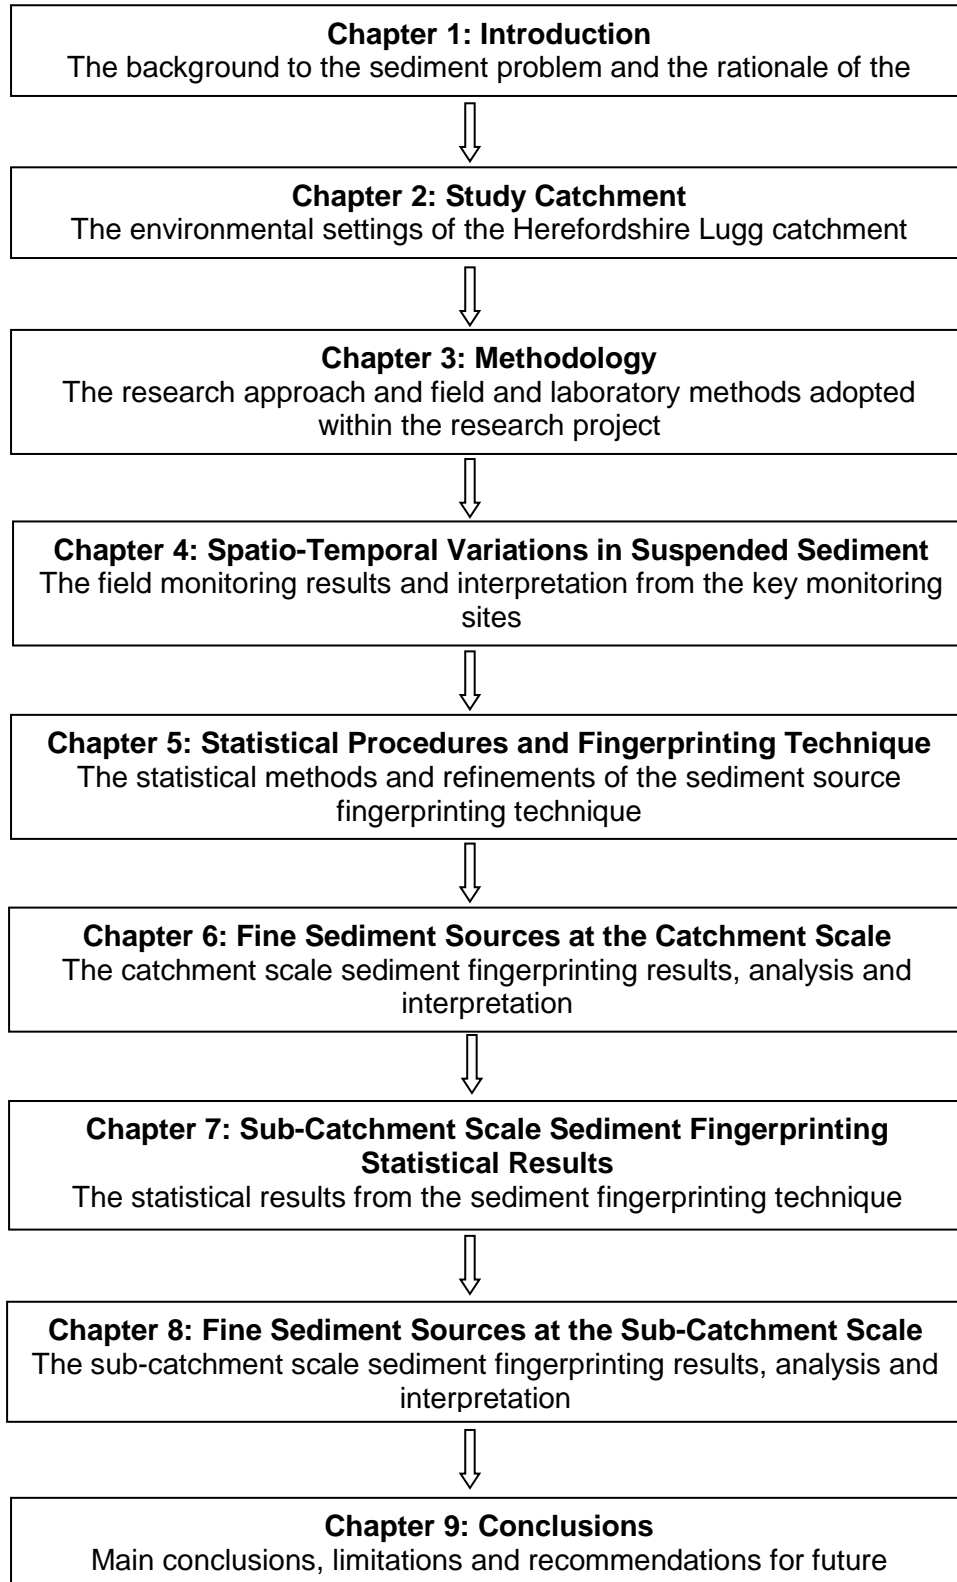 Chapter 1: Introduction
The background to the sediment problem and the rationale of the
Chapter 2: Study Catchment
The environmental settings of the Herefordshire Lugg catchment
Chapter 3: Methodology
The research approach and field and laboratory methods adopted
within the research project
Chapter 4: Spatio-Temporal Variations in Suspended Sediment
The field monitoring results and interpretation from the key monitoring
sites
Chapter 5: Statistical Procedures and Fingerprinting Technique
The statistical methods and refinements of the sediment source
fingerprinting technique
Chapter 6: Fine Sediment Sources at the Catchment Scale
The catchment scale sediment fingerprinting results, analysis and
interpretation
Chapter 7: Sub-Catchment Scale Sediment Fingerprinting
Statistical Results
The statistical results from the sediment fingerprinting technique
Chapter 8: Fine Sediment Sources at the Sub-Catchment Scale
The sub-catchment scale sediment fingerprinting results, analysis and
interpretation
Chapter 9: Conclusions
Main conclusions, limitations and recommendations for future